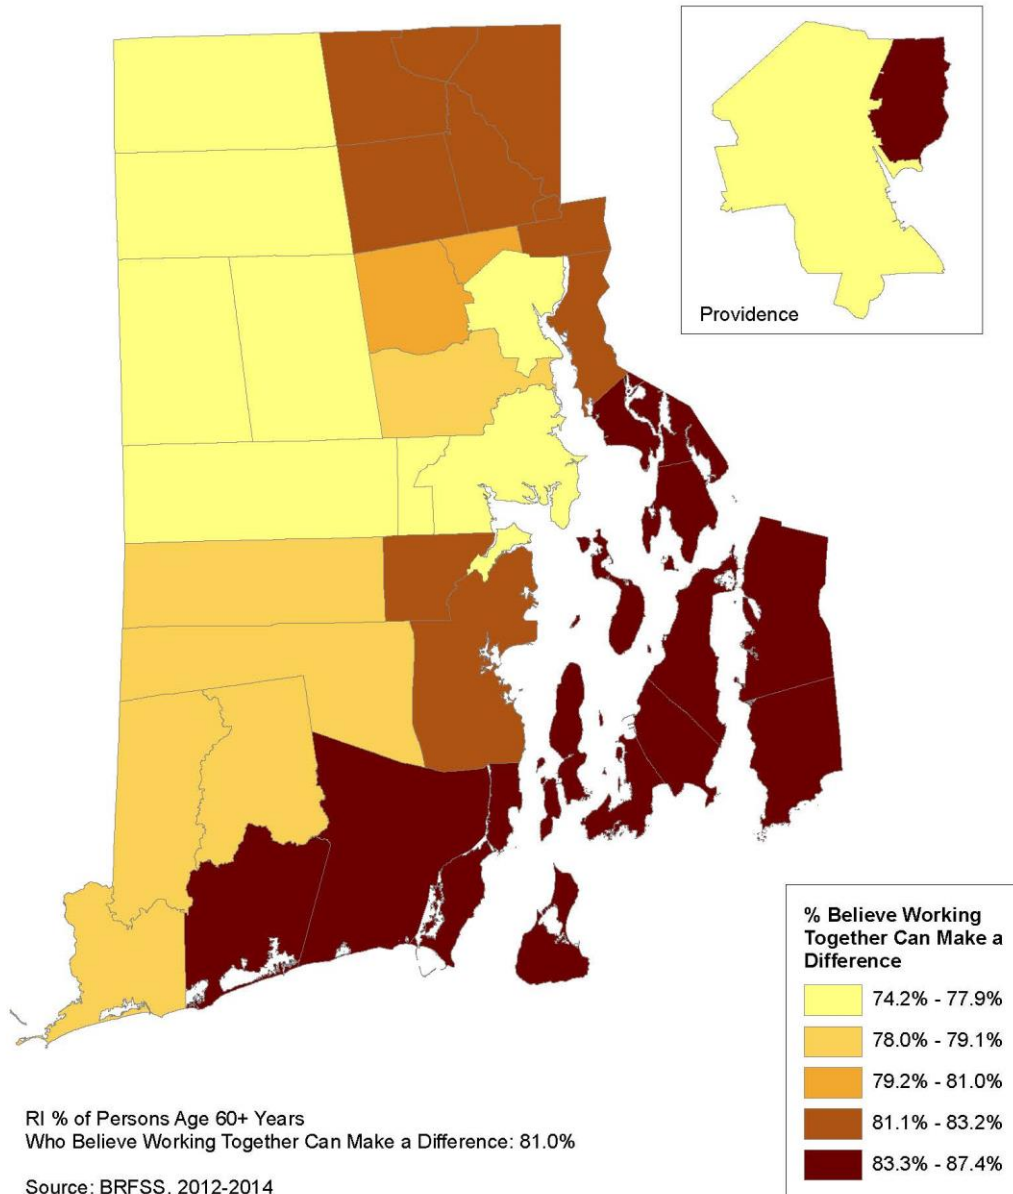 Providence
% Believe Working
Together Can Make a
Difference
74.2% - 77.9%
78.0% - 79.1%
79.2% - 81.0%
81.1% - 83.2%
83.3% - 87.4%
RI % of Persons Age 60+ Years
Who Believe Working Together Can Make a Difference: 81.0%
Source: BRFSS, 2012-2014